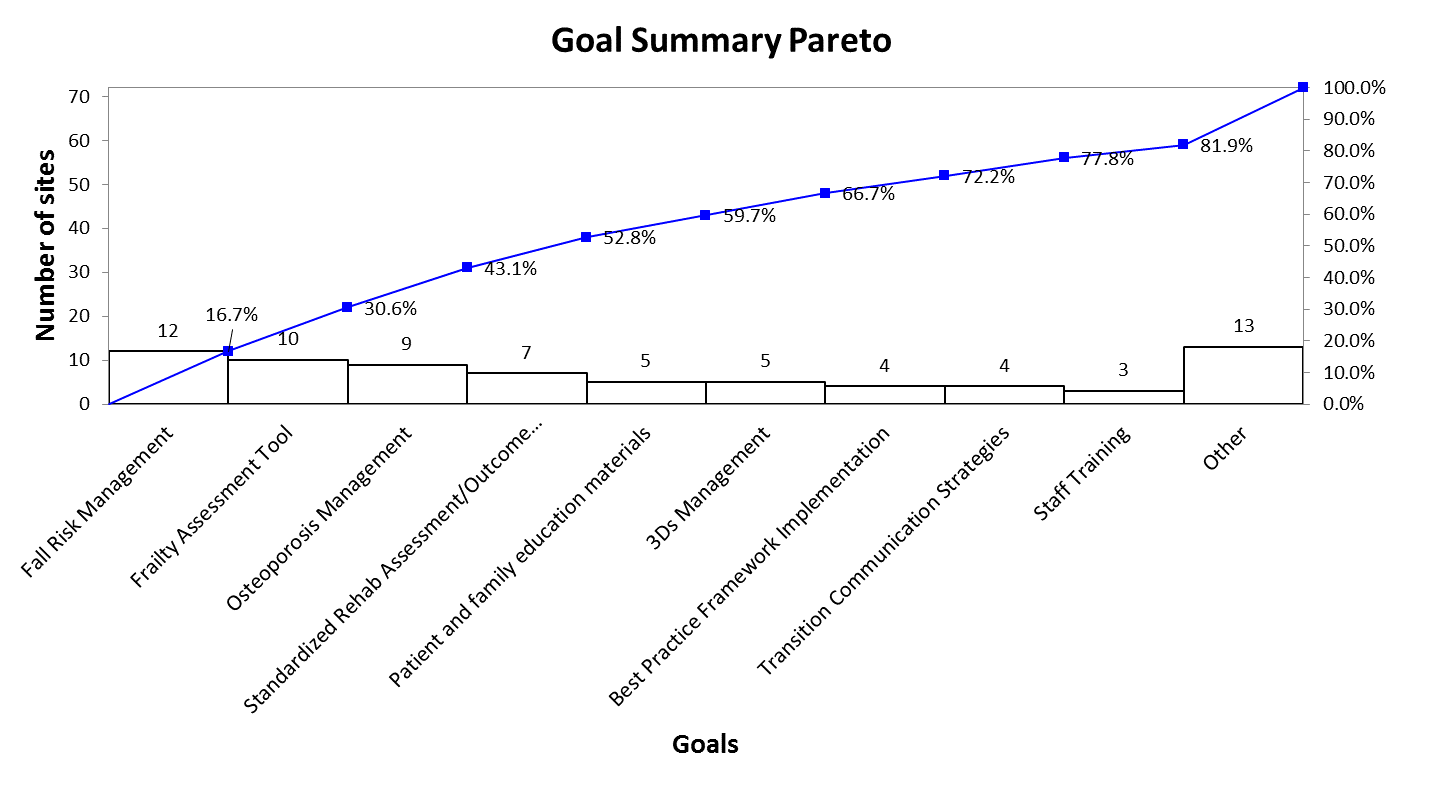 Goal Summary Pareto
Number of sites
70
60
50
40
30
20
10
0
100.0%
90.0%
80.0%
70.0%
60.0%
50.0%
40.0%
30.0%
20.0%
10.0%
0.0%
12
10
9
7
5
5
4
4
3
13
16.7%
30.6%
43.1%
52.8%
59.7%
66.7%
72.2%
77.8%
81.9%
Fall Risk Management
Frailty Assessment Tool
Osteoporosis Management
Standardized Rehab Assessment/Outcome...
Patient and family education materials
3Ds Management
Best Practice Framework Implementation
Transition Communication Strategies
Staff Training
Other
Goals